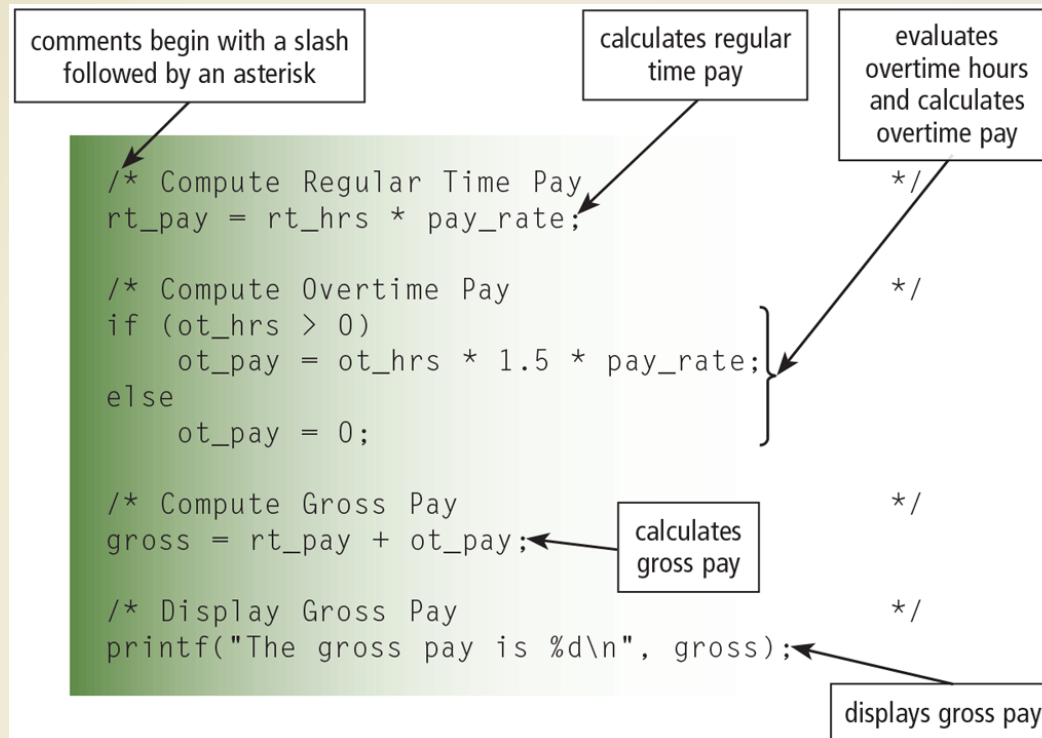 comments begin with a slash
followed by an asterisk
calculates regular
time pay
evaluates
overtime hours
and calculates
overtime pay
/* Compute Regular Time Pay */
rt_pay = rt_hrs * pay_rate;
/* Compute Overtime Pay */
if (ot_hrs > 0)
    ot_pay = ot_hrs * 1.5 * pay_rate;
else
    ot_pay = 0;
/* Compute Gross Pay */
gross = rt_pay + ot_pay;
calculates
gross pay
/* Display Gross Pay */
printf("The gross pay is %d\n", gross);
displays gross pay